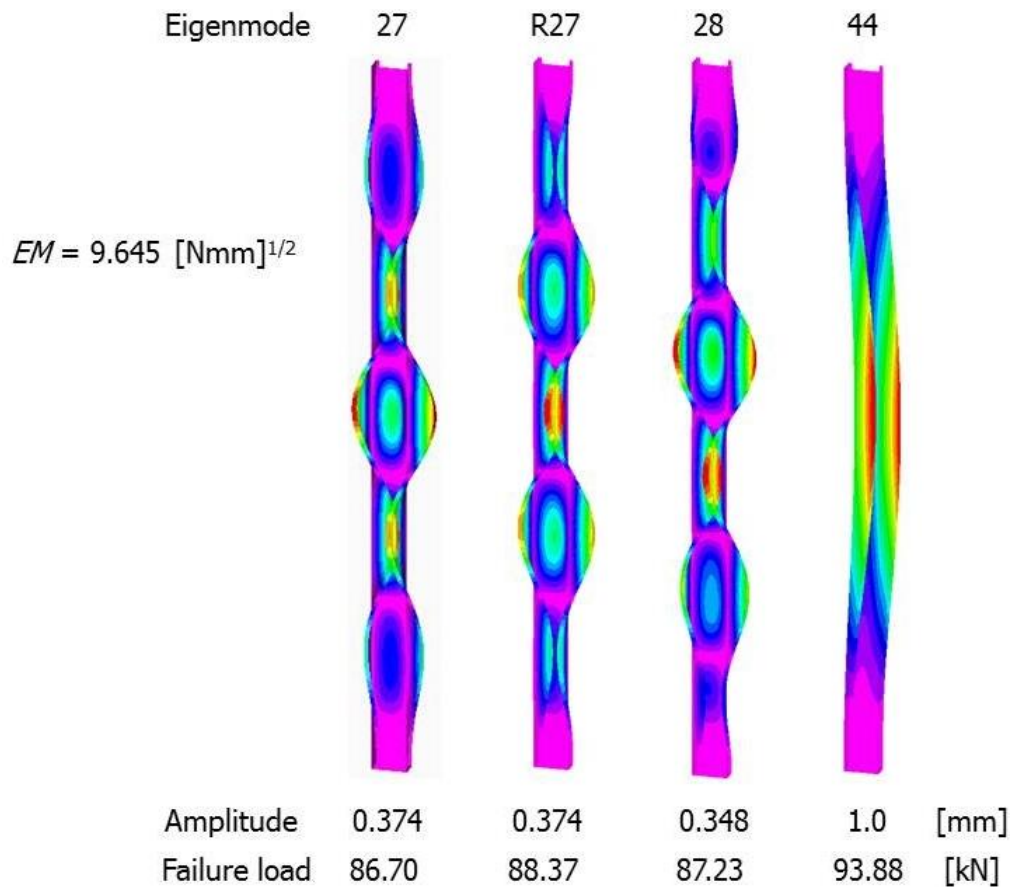 Eigenmode 27 R27 28 44
EM = 9.645 [Nmm]1/2
Amplitude 0.374 0.374 0.348 1.0 [mm]
Failure load 86.70 88.37 87.23 93.88 [kN]